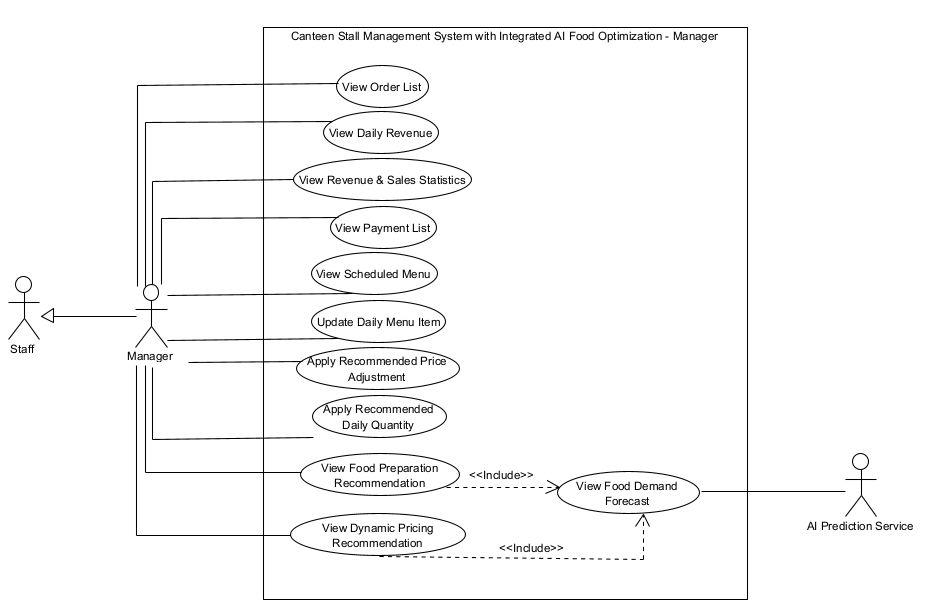 Canteen Stall Management System with Integrated AI Food Optimization - Manager
View Order List
View Daily Revenue
View Revenue & Sales Statistics
View Payment List
View Scheduled Menu
Update Daily Menu Item
Staff
Manager
Apply Recommended Price
Adjustment
Apply Recommended
Daily Quantity
View Food Preparation
Recommendation
<<Include>>
View Food Demand
Forecast
AI Prediction Service
View Dynamic Pricing
Recommendation
<<Include>>